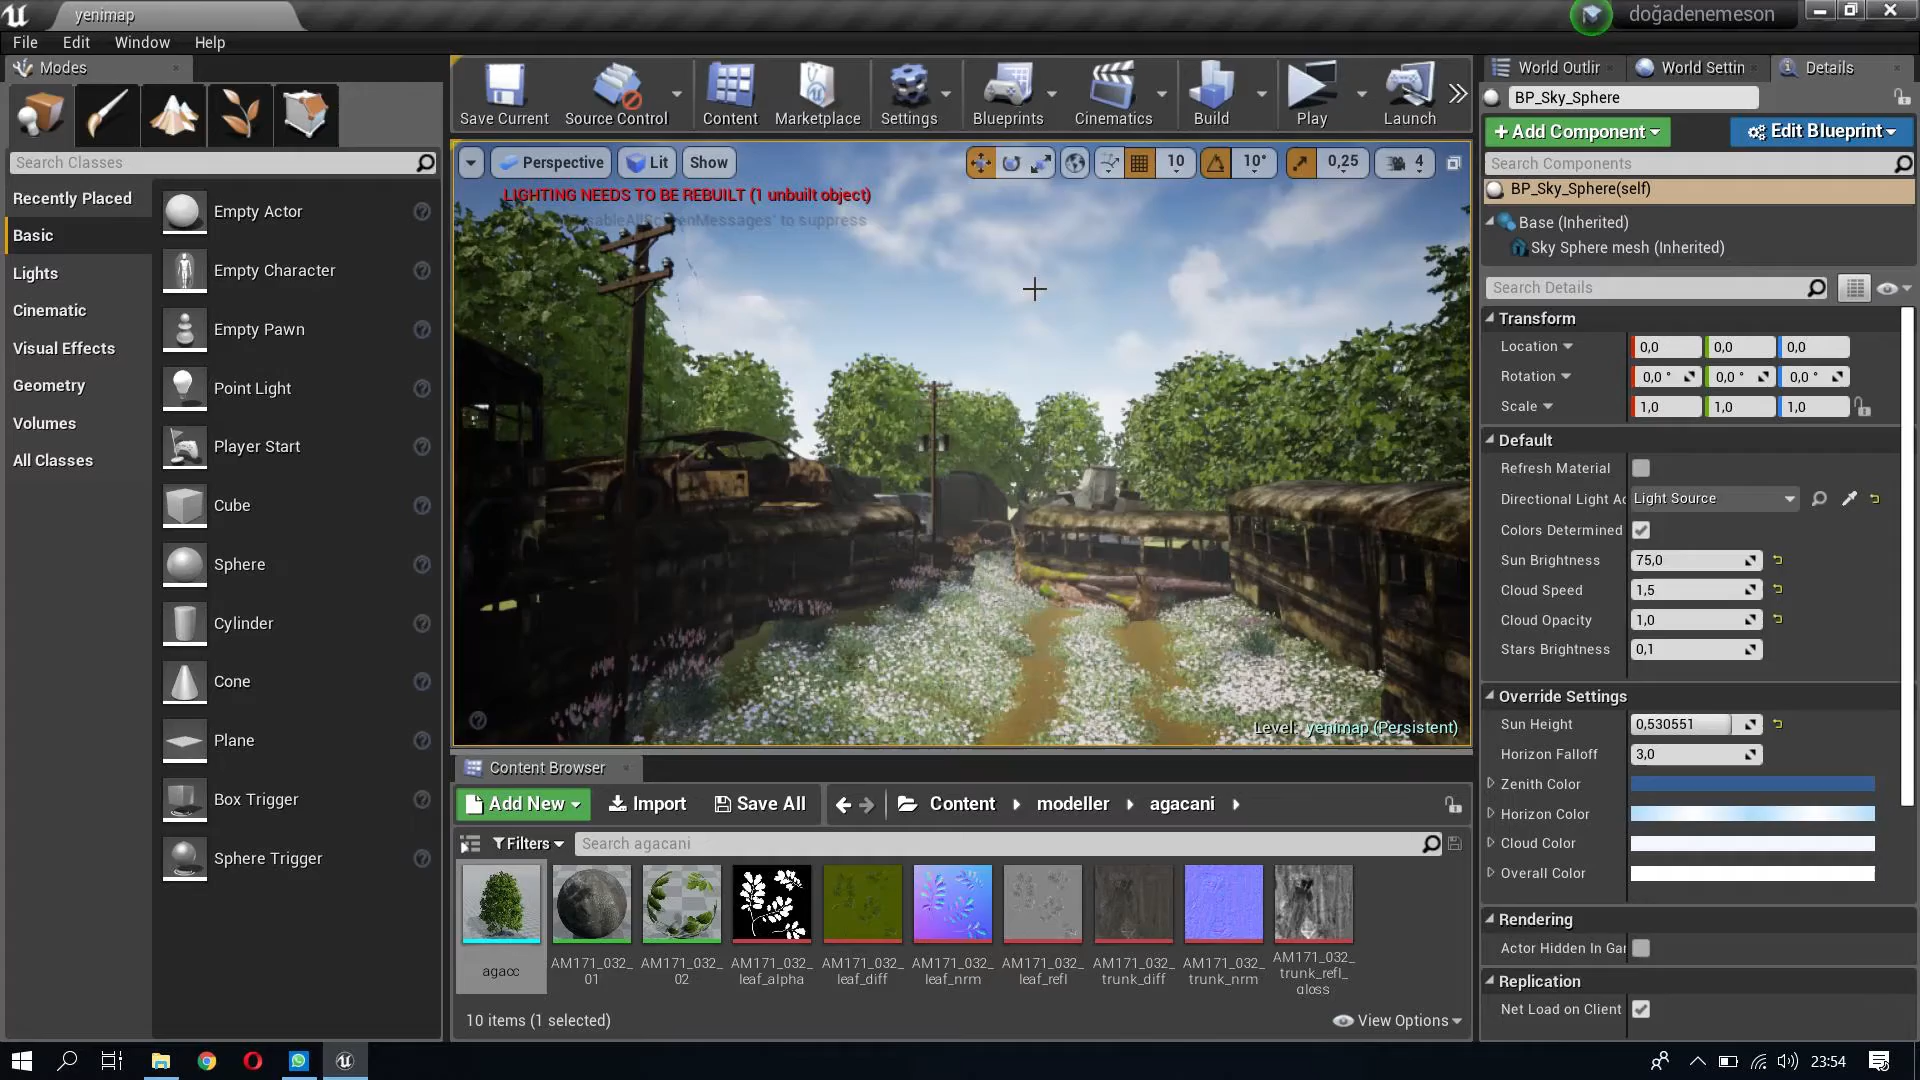 yenimap
doğadenemeson
File
Edit
Window
Help
Modes
Search Classes
Recently Placed
Basic
Lights
Cinematic
Visual Effects
Geometry
Volumes
All Classes
Empty Actor
Empty Character
Empty Pawn
Point Light
Player Start
Cube
Sphere
Cylinder
Cone
Plane
Box Trigger
Sphere Trigger
Save Current
Source Control
Content
Marketplace
Settings
Blueprints
Cinematics
Build
Play
Launch
Perspective
Lit
Show
10
10°
0,25
4
LIGHTING NEEDS TO BE REBUILT (1 unbuilt object)
ScreenMessages' to suppress
Level: yenimap (Persistent)
Content Browser
Add New
Import
Save All
Content
modeller
agacani
Filters
Search agacani
agacc
AM171_032_
01
AM171_032_
02
AM171_032_
leaf_alpha
AM171_032_
leaf_diff
AM171_032_
leaf_nrm
AM171_032_
leaf_refl
AM171_032_
trunk_diff
AM171_032_
trunk_nrm
AM171_032_
trunk_refl_
gloss
10 items (1 selected)
View Options
World Outlir
World Settin
Details
BP_Sky_Sphere
+Add Component
Edit Blueprint
Search Components
BP_Sky_Sphere(self)
Base (Inherited)
Sky Sphere mesh (Inherited)
Search Details
Transform
Location 0,0 0,0 0,0
Rotation 0,0 ° 0,0 ° 0,0 °
Scale 1,0 1,0 1,0
Default
Refresh Material
Directional Light Ac Light Source
Colors Determined
Sun Brightness 75,0
Cloud Speed 1,5
Cloud Opacity 1,0
Stars Brightness 0,1
Override Settings
Sun Height 0,530551
Horizon Falloff 3,0
Zenith Color
Horizon Color
Cloud Color
Overall Color
Rendering
Actor Hidden In Gar
Replication
Net Load on Client
23:54